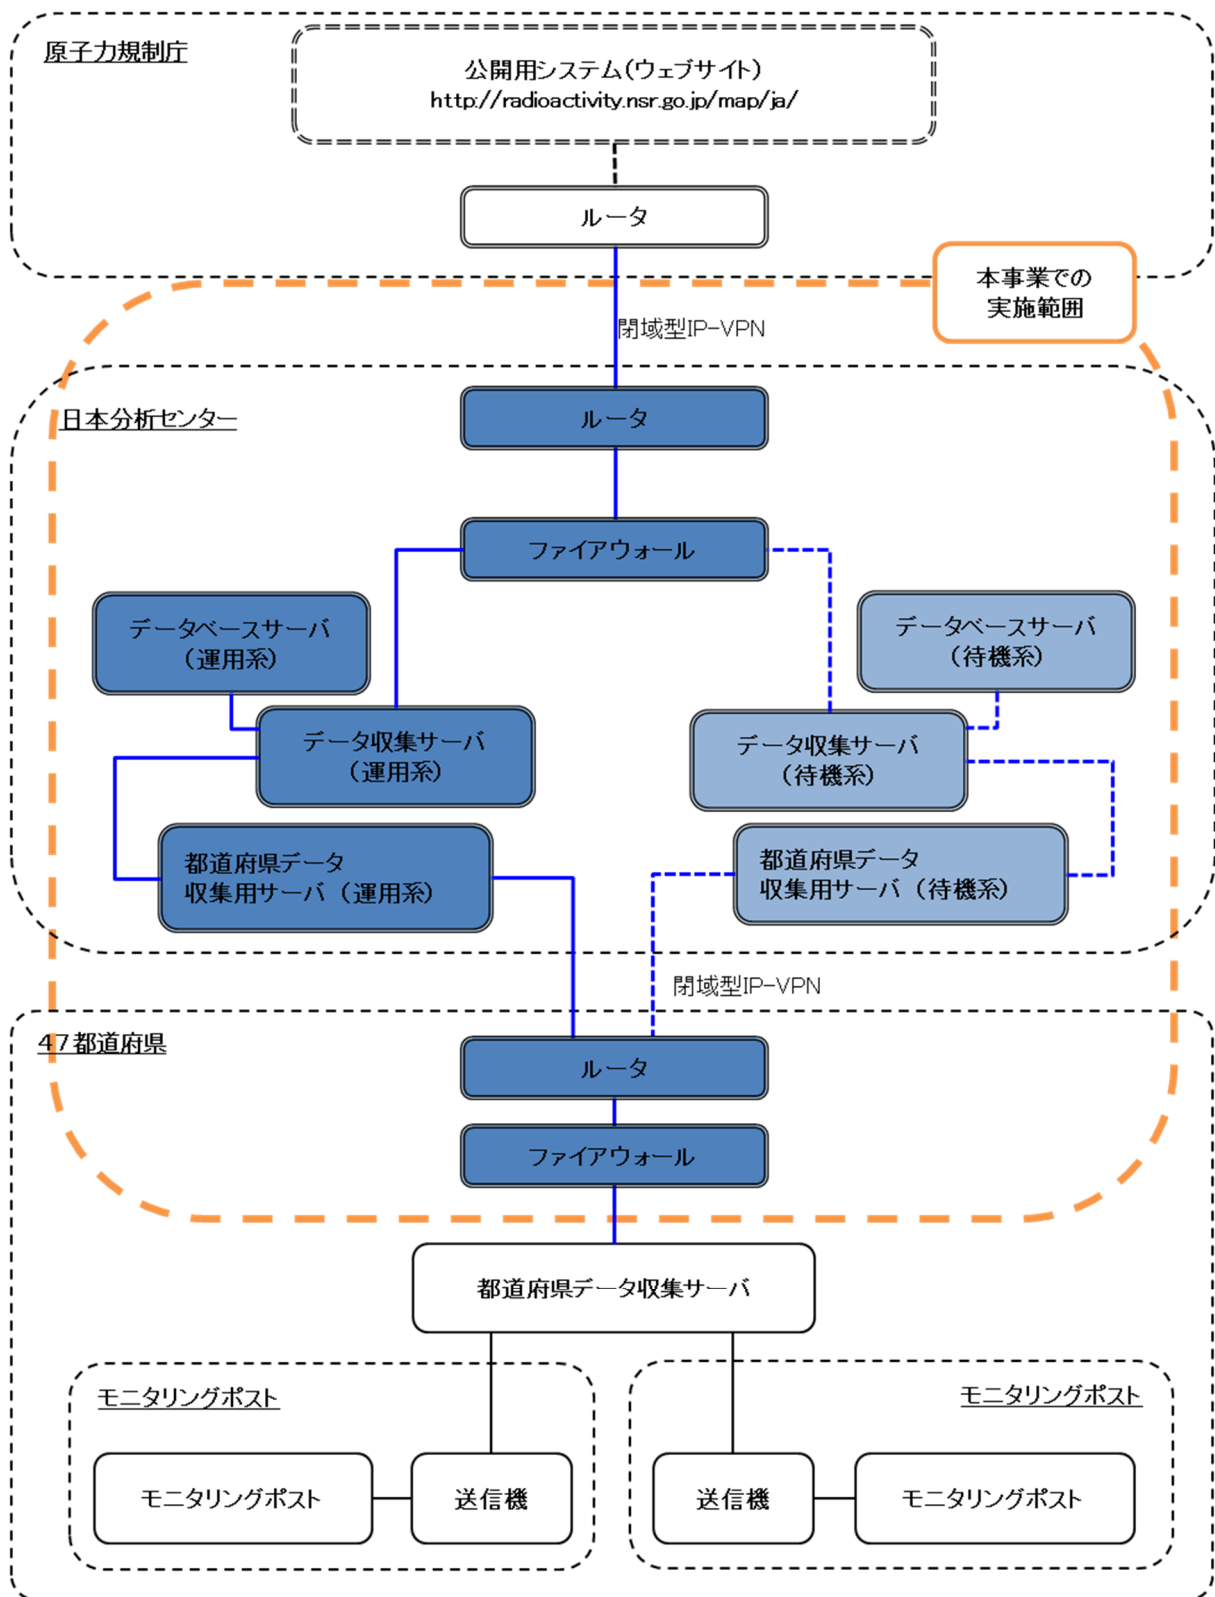 原子力規制庁
公開用システム(ウェブサイト)
http://radioactivity.nsr.go.jp/map/ja/
ルータ
本事業での
実施範囲
閉域型IP-VPN
日本分析センター
ルータ
ファイアウォール
データベースサーバ
(運用系)
データベースサーバ
(待機系)
データ収集サーバ
(運用系)
データ収集サーバ
(待機系)
都道府県データ
収集用サーバ(運用系)
都道府県データ
収集用サーバ(待機系)
閉域型IP-VPN
47都道府県
ルータ
ファイアウォール
都道府県データ収集サーバ
モニタリングポスト
モニタリングポスト
送信機
モニタリングポスト
送信機
モニタリングポスト